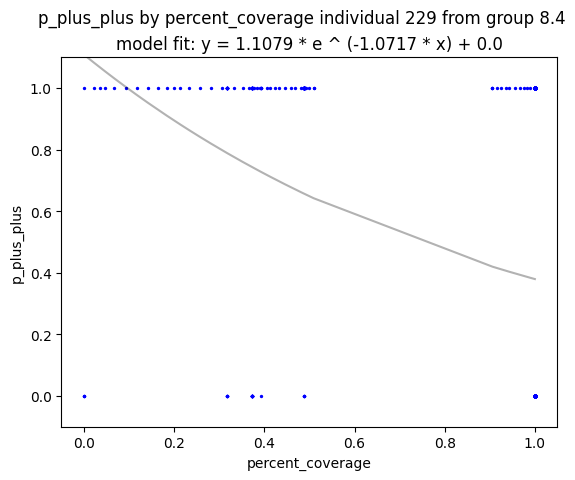 p_plus_plus by percent_coverage individual 229 from group 8.4
model fit: y = 1.1079 * e ^ (-1.0717 * x) + 0.0
1.0
0.8
0.6
0.4
0.2
0.0
p_plus_plus
0.0 0.2 0.4 0.6 0.8 1.0
percent_coverage